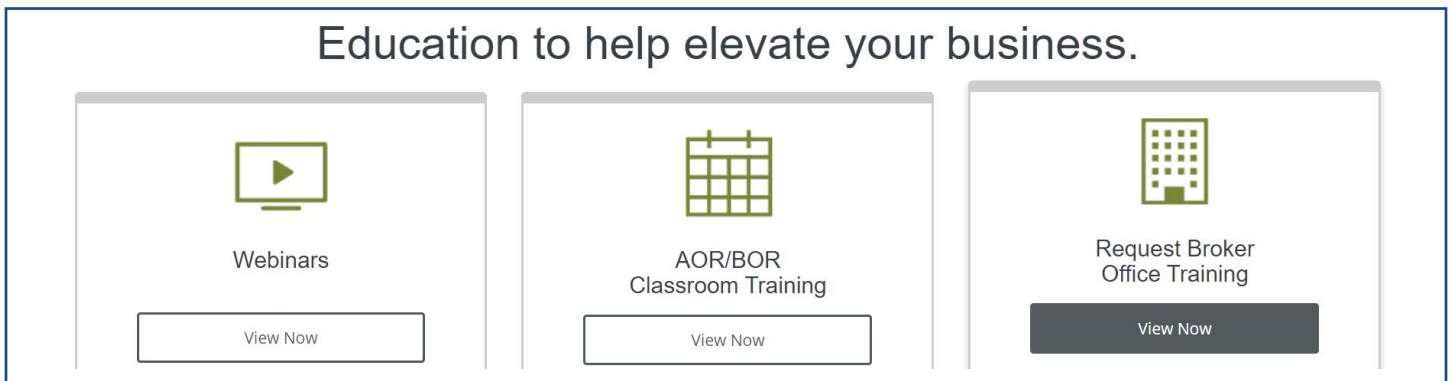 Education to help elevate your business.
Webinars
View Now
AOR/BOR
Classroom Training
View Now
Request Broker
Office Training
View Now